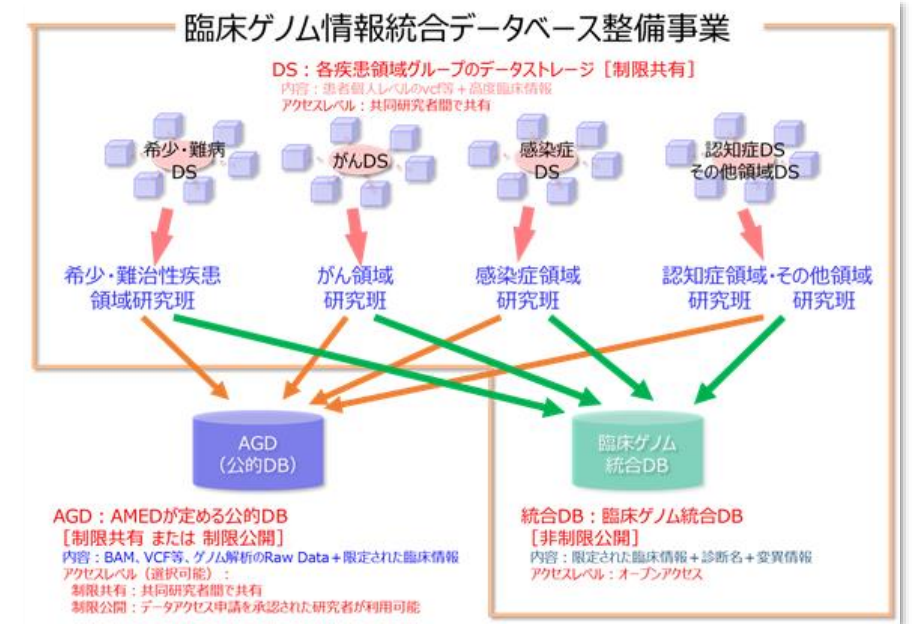 臨床ゲノム情報統合データベース整備事業
DS：各疾患領域グループのデータストレージ［制限共有］
内容：患者個人レベルのvcf等＋高度臨床情報
アクセスレベル：共同研究者間で共有
希少・難病
DS
がんDS
感染症
DS
認知症DS
その他領域DS
希少・難治性疾患
領域研究班
がん領域
研究班
感染症領域
研究班
認知症領域・その他領域
研究班 研究班
AGD
（公的DB）
臨床ゲノム
統合DB
AGD：AMEDが定める公的DB
［制限共有 または 制限公開］
内容：BAM、VCF等、ゲノム解析のRaw Data＋限定された臨床情報
アクセスレベル（選択可能）：
制限共有：共同研究者間で共有
制限公開：データアクセス申請を承認された研究者が利用可能
統合DB：臨床ゲノム統合DB
［非制限公開］
内容：限定された臨床情報＋診断名＋変異情報
アクセスレベル：オープンアクセス